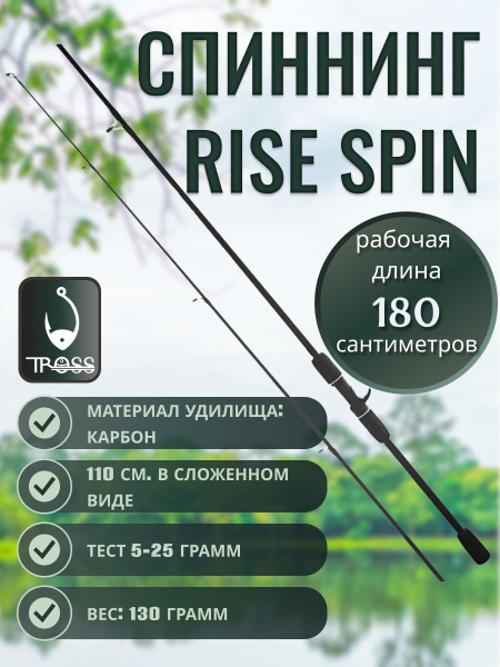 СПИННИНГ
RISE SPIN
рабочая
длина
180
сантиметров
TROSS
МАТЕРИАЛ УДИЛИЩА:
КАРБОН
110 СМ. В СЛОЖЕННОМ
ВИДЕ
ТЕСТ 5-25 ГРАММ
ВЕС: 130 ГРАММ